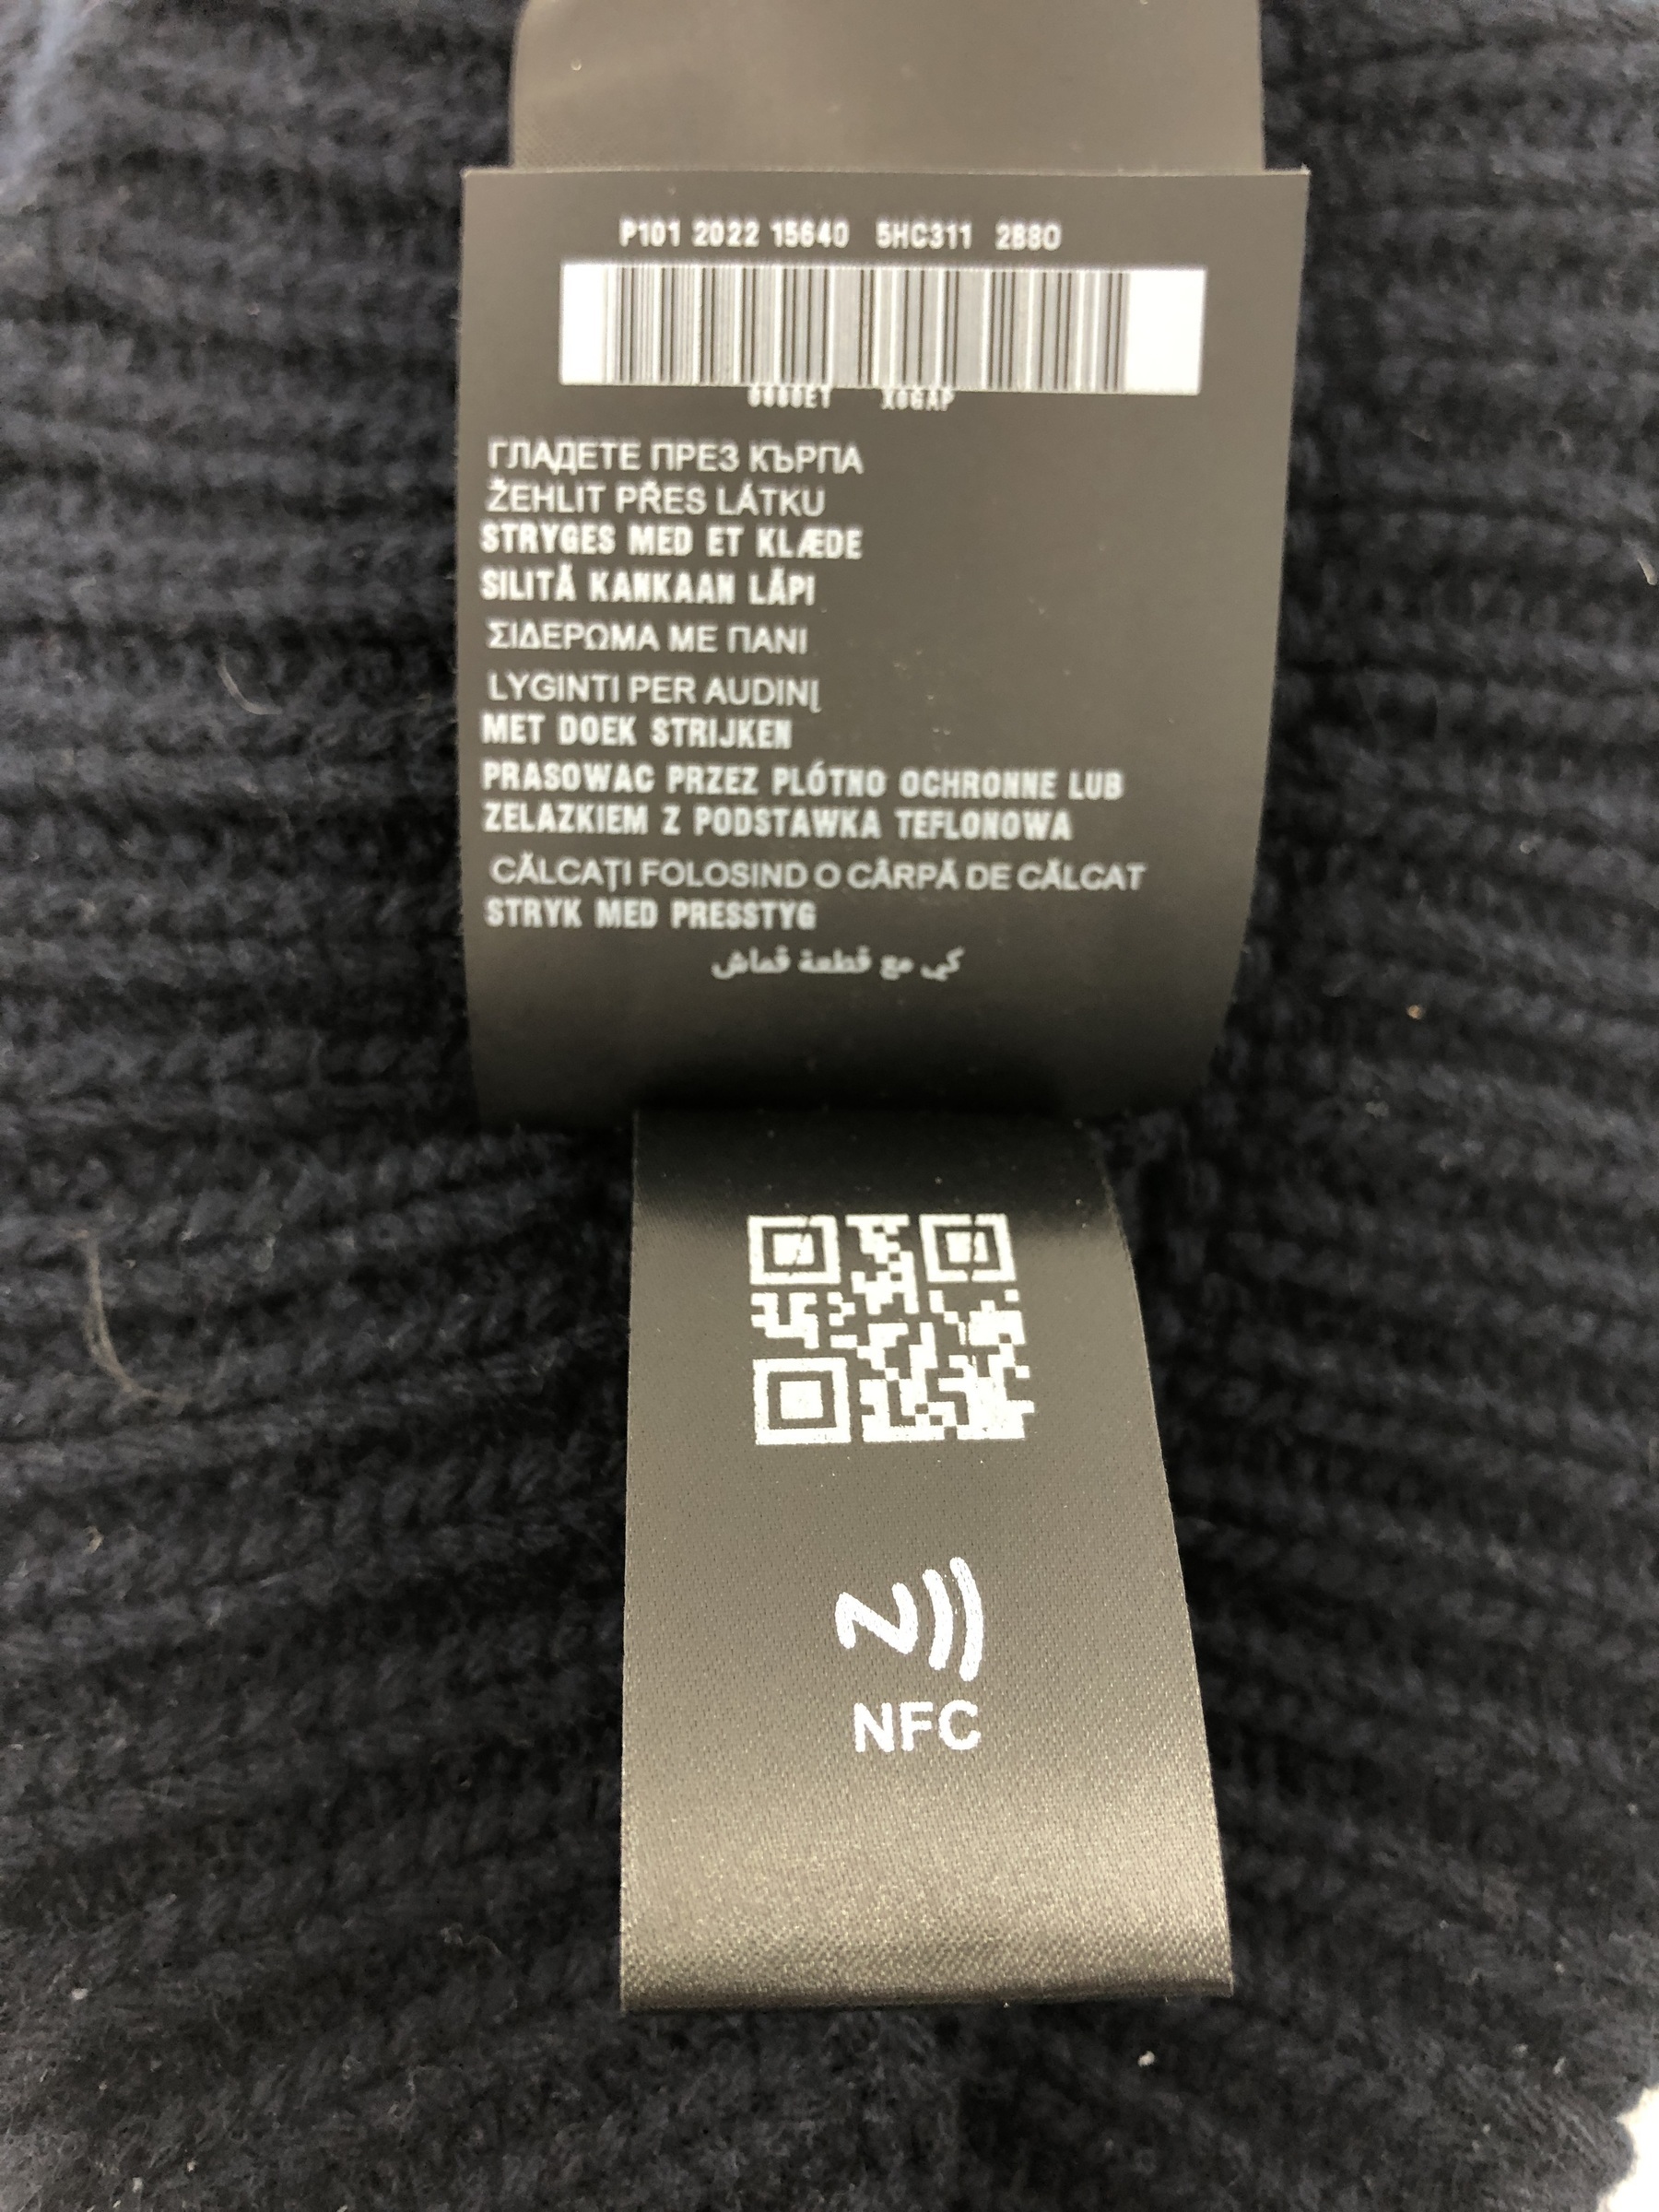 P101 2022 15640 5HC311 2B80
ГЛАДЕТЕ ПРЕЗ КЪРПА
ŽEHLIT PŘES LÁTKU
STRYGES MED ET KLÆDE
SILITÄ KANKAAN LÄPI
ΣΙΔΕΡΩΜΑ ΜΕ ΠΑΝΙ
LYGINTI PER AUDINĮ
MET DOEK STRIJKEN
PRASOWAC PRZEZ PLÓTNO OCHRONNE LUB
ZELAZKIEM Z PODSTAWKA TEFLONOWA
CĂLCAȚI FOLOSIND O CÂRPĂ DE CĂLCAT
STRYK MED PRESSTYG
كي مع قطعة قماش
NFC